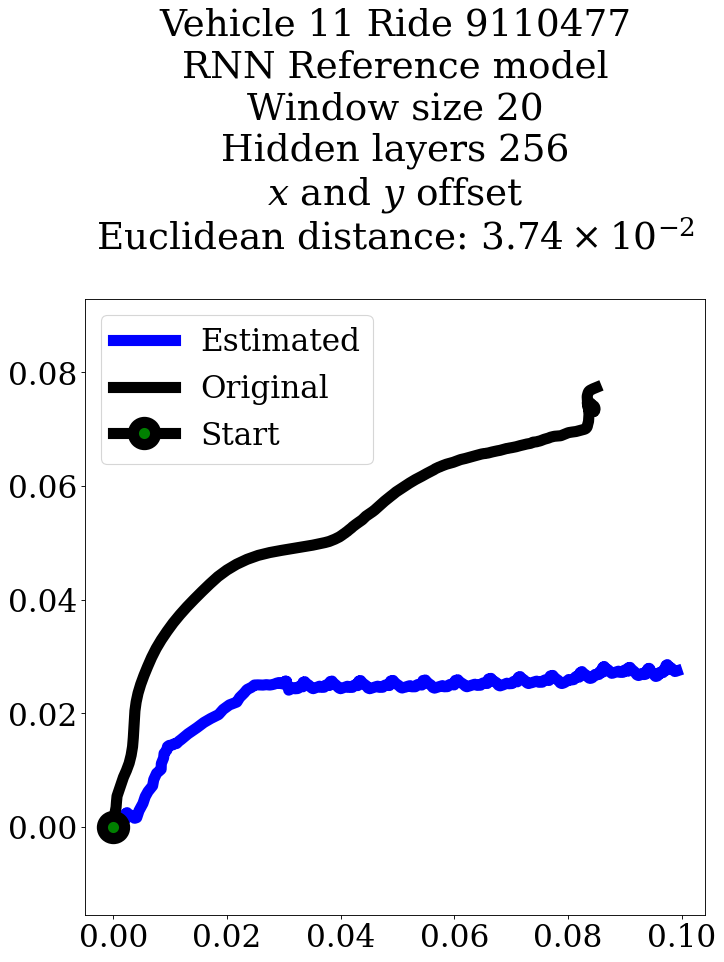 Vehicle 11 Ride 9110477
RNN Reference model
Window size 20
Hidden layers 256
x and y offset
Euclidean distance: 3.74 × 10⁻²
Estimated
Original
Start
0.08
0.06
0.04
0.02
0.00
0.00 0.02 0.04 0.06 0.08 0.10